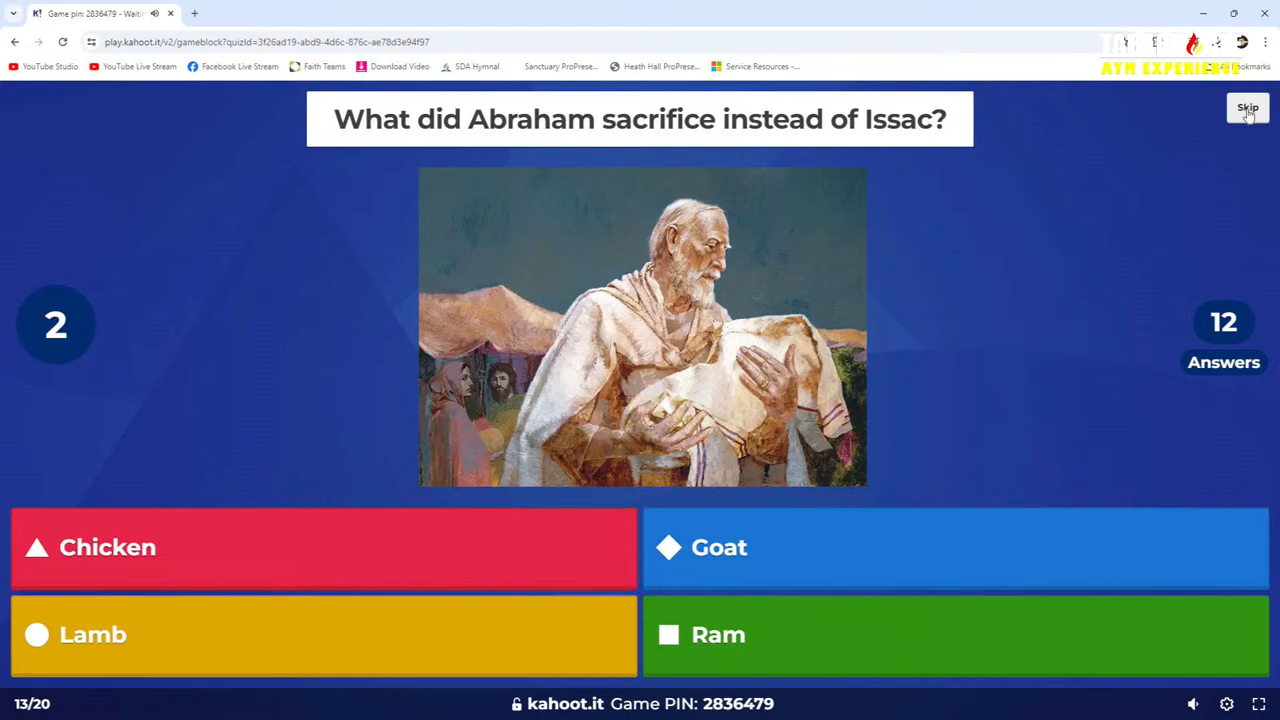 K! Game pin: 2836479 - Waiti
play.kahoot.it/v2/gameblock?quizId=3f26ad19-abd9-4d6c-876c-ae78d3e94f97
YouTube Studio YouTube Live Stream Facebook Live Stream Faith Teams Download Video SDA Hymnal Sanctuary ProPrese... Heath Hall ProPrese... Service Resources -...
AYM EXPERIENCE
What did Abraham sacrifice instead of Issac?
Skip
2
12
Answers
Chicken
Goat
Lamb
Ram
13/20
kahoot.it Game PIN: 2836479